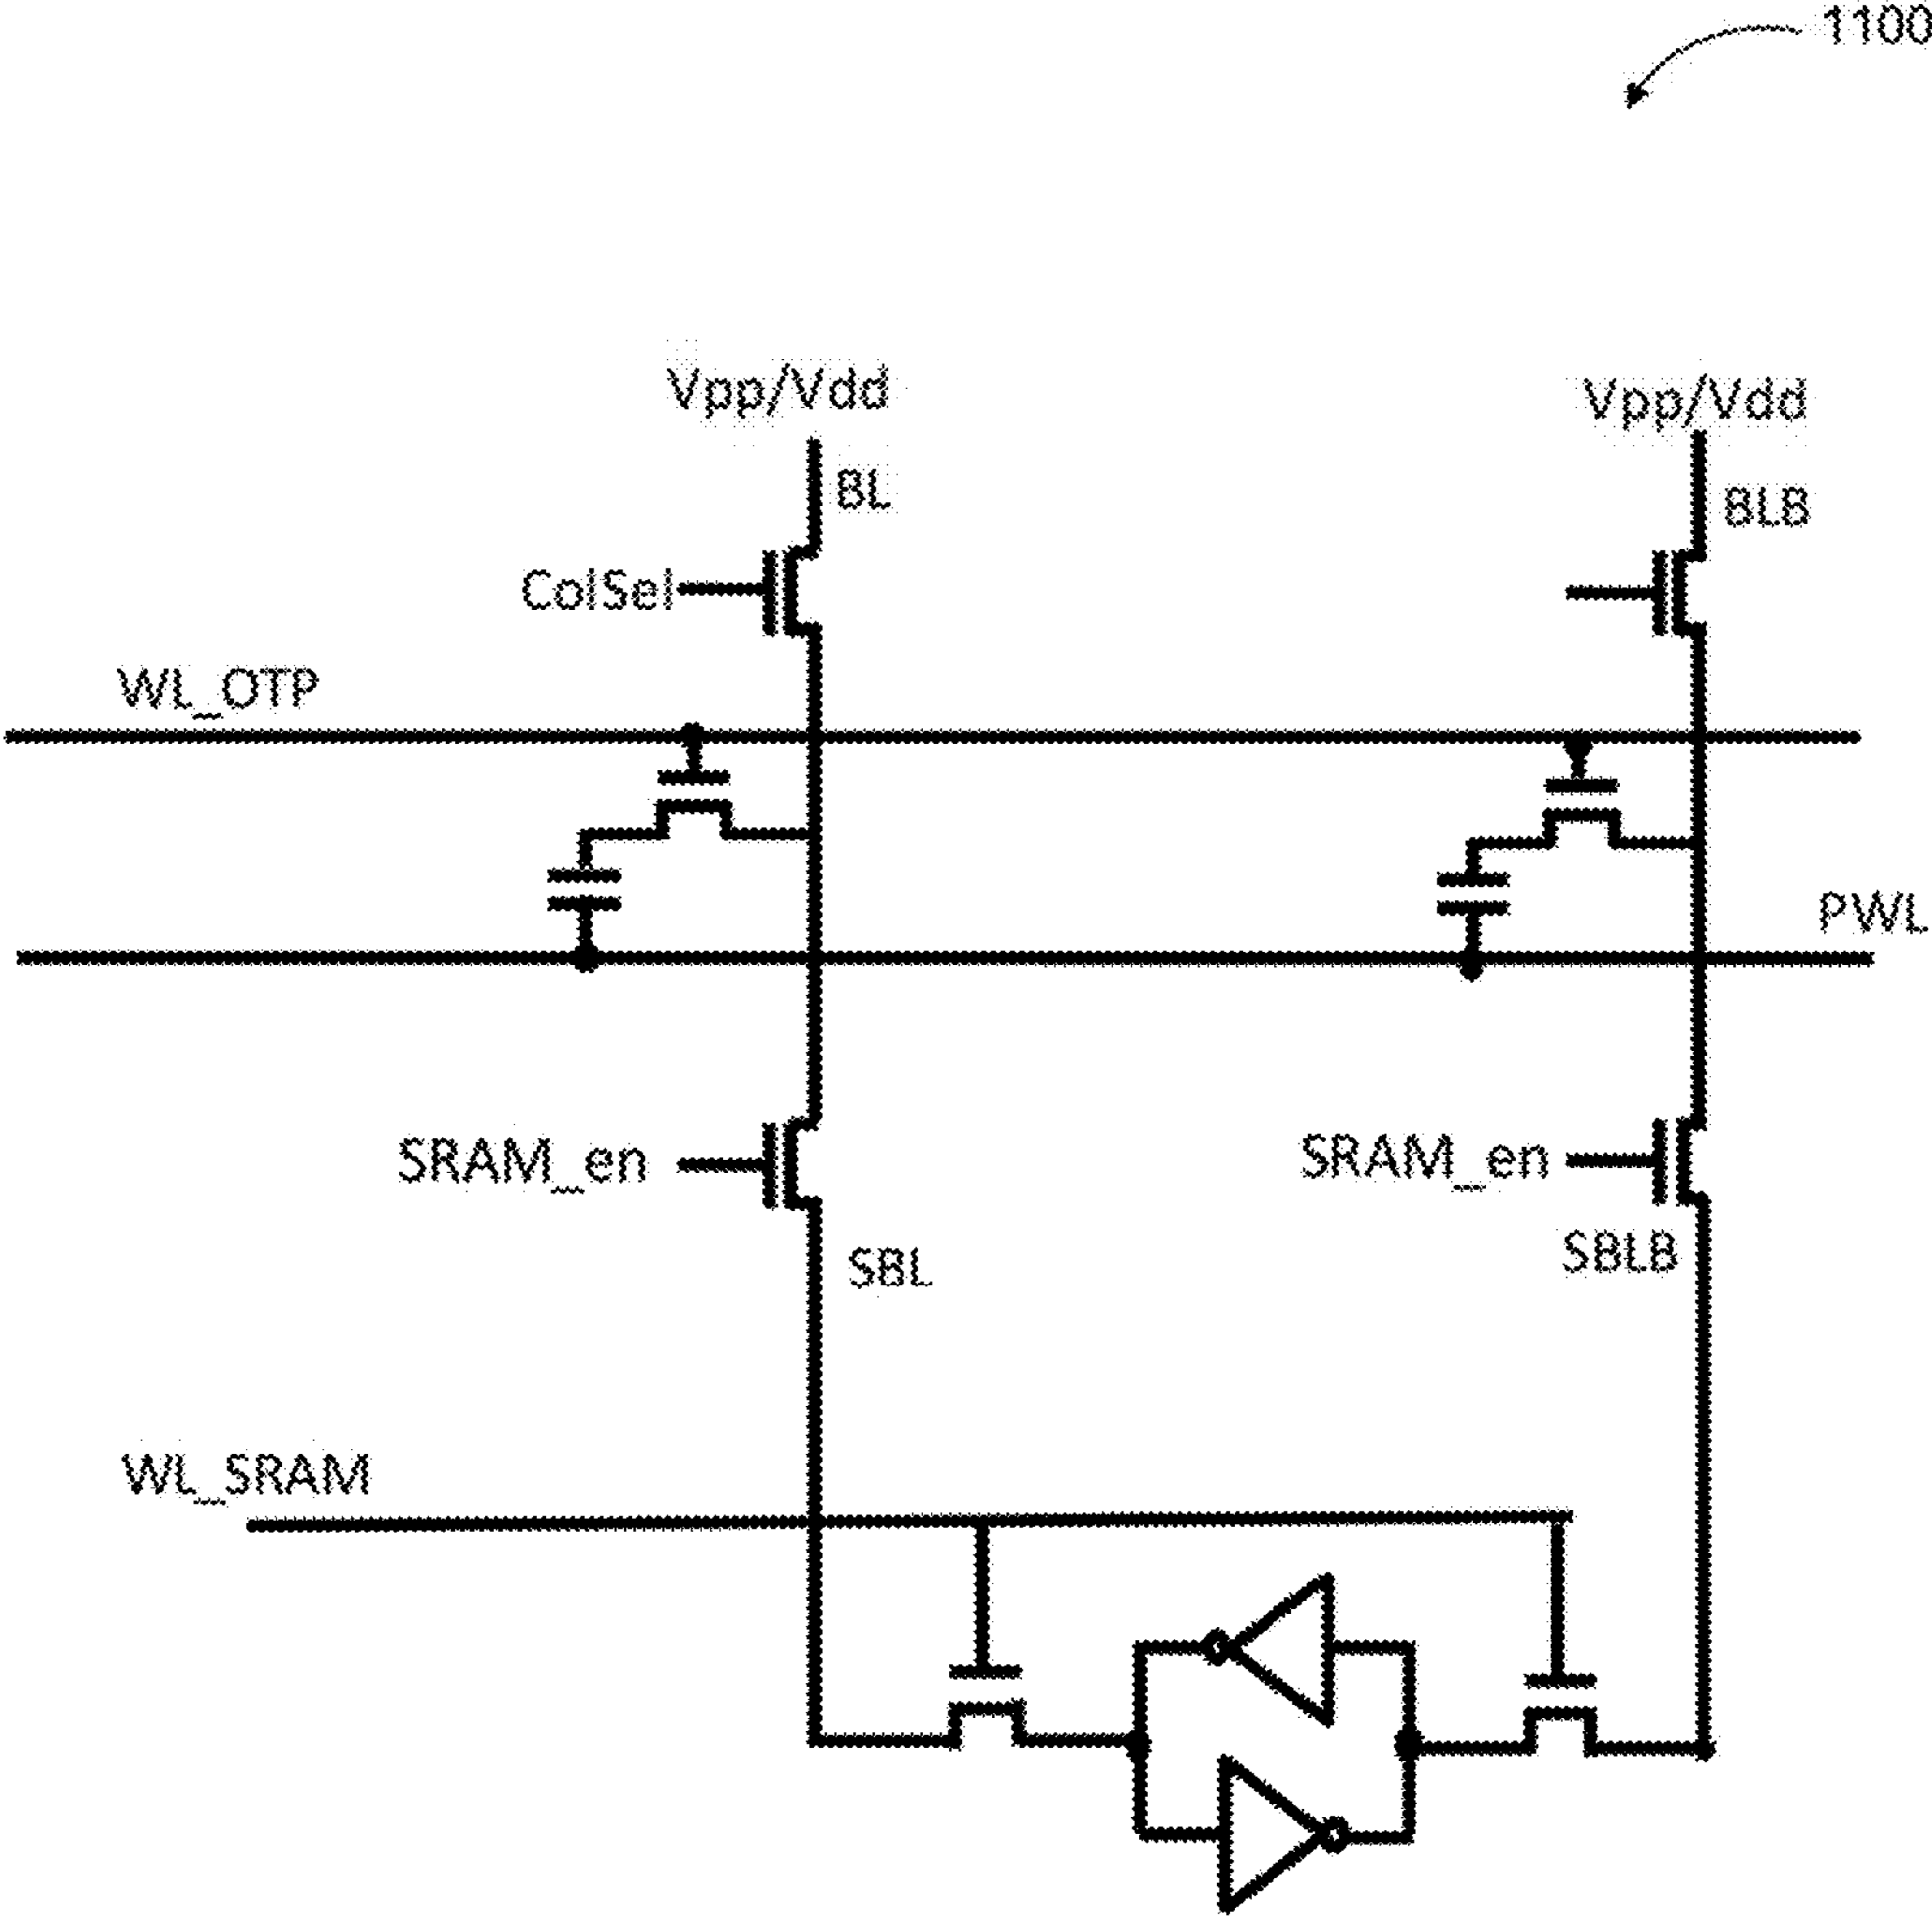 1100
Vpp/Vdd
Vpp/Vdd
BL
BLB
ColSel
WL_OTP
PWL
SRAM_en
SRAM_en
SBL
SBLB
WL_SRAM